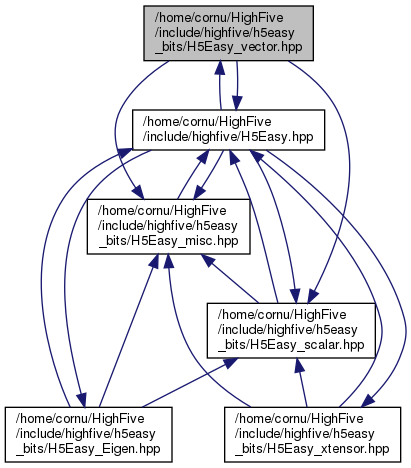 /home/cornu/HighFive
/include/highfive/h5easy
_bits/H5Easy_vector.hpp
/home/cornu/HighFive
/include/highfive/H5Easy.hpp
/home/cornu/HighFive
/include/highfive/h5easy
_bits/H5Easy_misc.hpp
/home/cornu/HighFive
/include/highfive/h5easy
_bits/H5Easy_scalar.hpp
/home/cornu/HighFive
/include/highfive/h5easy
_bits/H5Easy_Eigen.hpp
/home/cornu/HighFive
/include/highfive/h5easy
_bits/H5Easy_xtensor.hpp